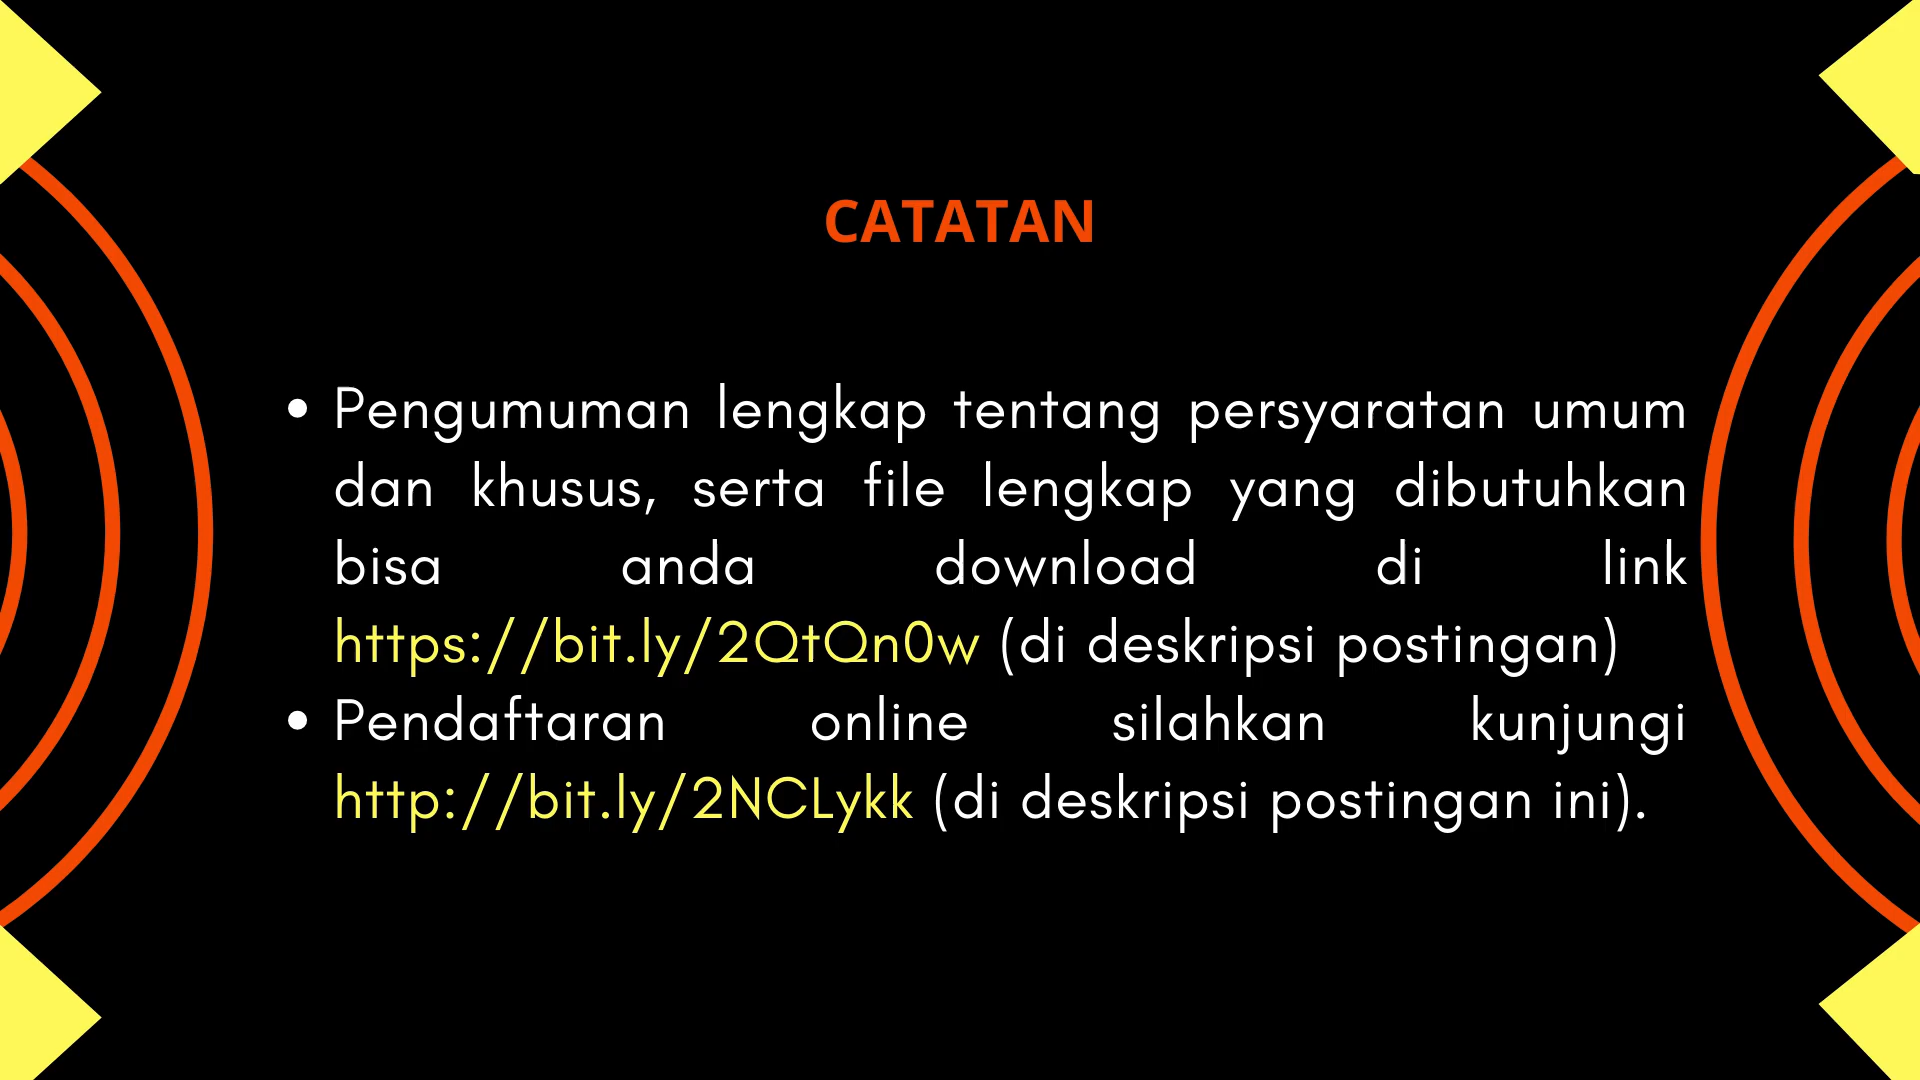 CATATAN
• Pengumuman lengkap tentang persyaratan umum
dan khusus, serta file lengkap yang dibutuhkan
bisa anda download di link
https://bit.ly/2QtQn0w (di deskripsi postingan)
• Pendaftaran online silahkan kunjungi
http://bit.ly/2NCLykk (di deskripsi postingan ini).